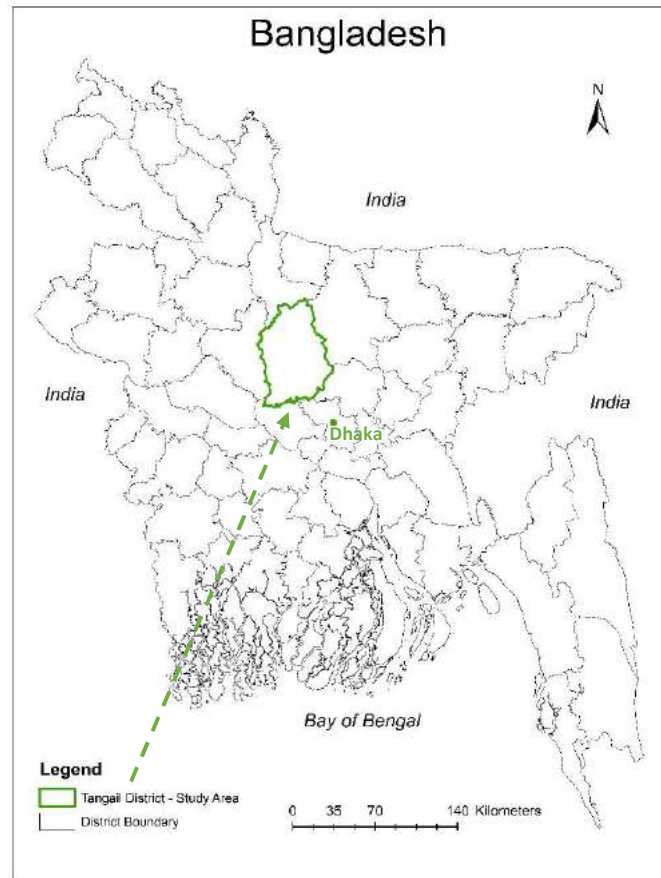 Bangladesh
N
India
India
India
Dhaka
Bay of Bengal
Legend
Tangail District - Study Area
District Boundary
0 35 70 140 Kilometers